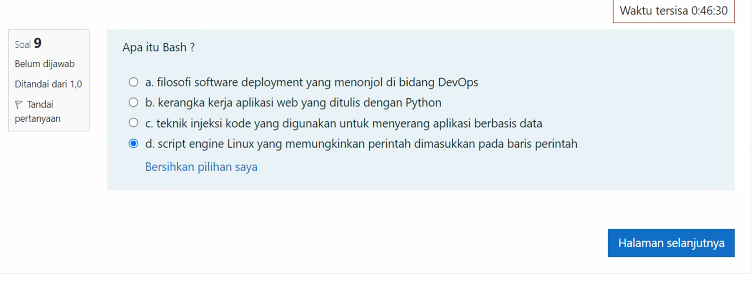 Waktu tersisa 0:46:30
Soal 9
Belum dijawab
Ditandai dari 1,0
Tandai
pertanyaan
Apa itu Bash ?
a. filosofi software deployment yang menonjol di bidang DevOps
b. kerangka kerja aplikasi web yang ditulis dengan Python
c. teknik injeksi kode yang digunakan untuk menyerang aplikasi berbasis data
d. script engine Linux yang memungkinkan perintah dimasukkan pada baris perintah
Bersihkan pilihan saya
Halaman selanjutnya